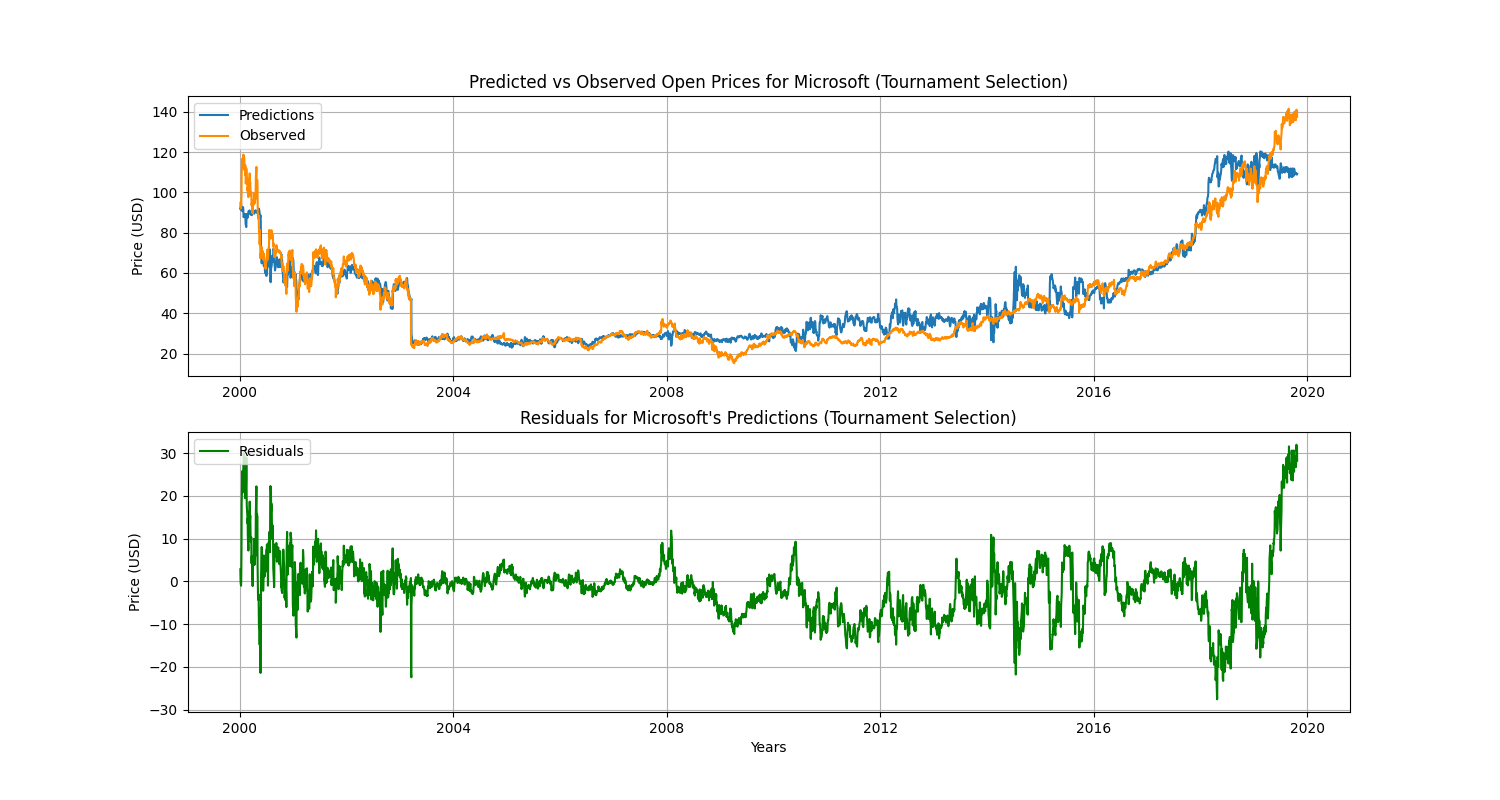 Predicted vs Observed Open Prices for Microsoft (Tournament Selection)
Predictions
Observed
Price (USD)
140
120
100
80
60
40
20
2000 2004 2008 2012 2016 2020
Residuals for Microsoft's Predictions (Tournament Selection)
Residuals
Price (USD)
30
20
10
0
−10
−20
−30
2000 2004 2008 2012 2016 2020
Years